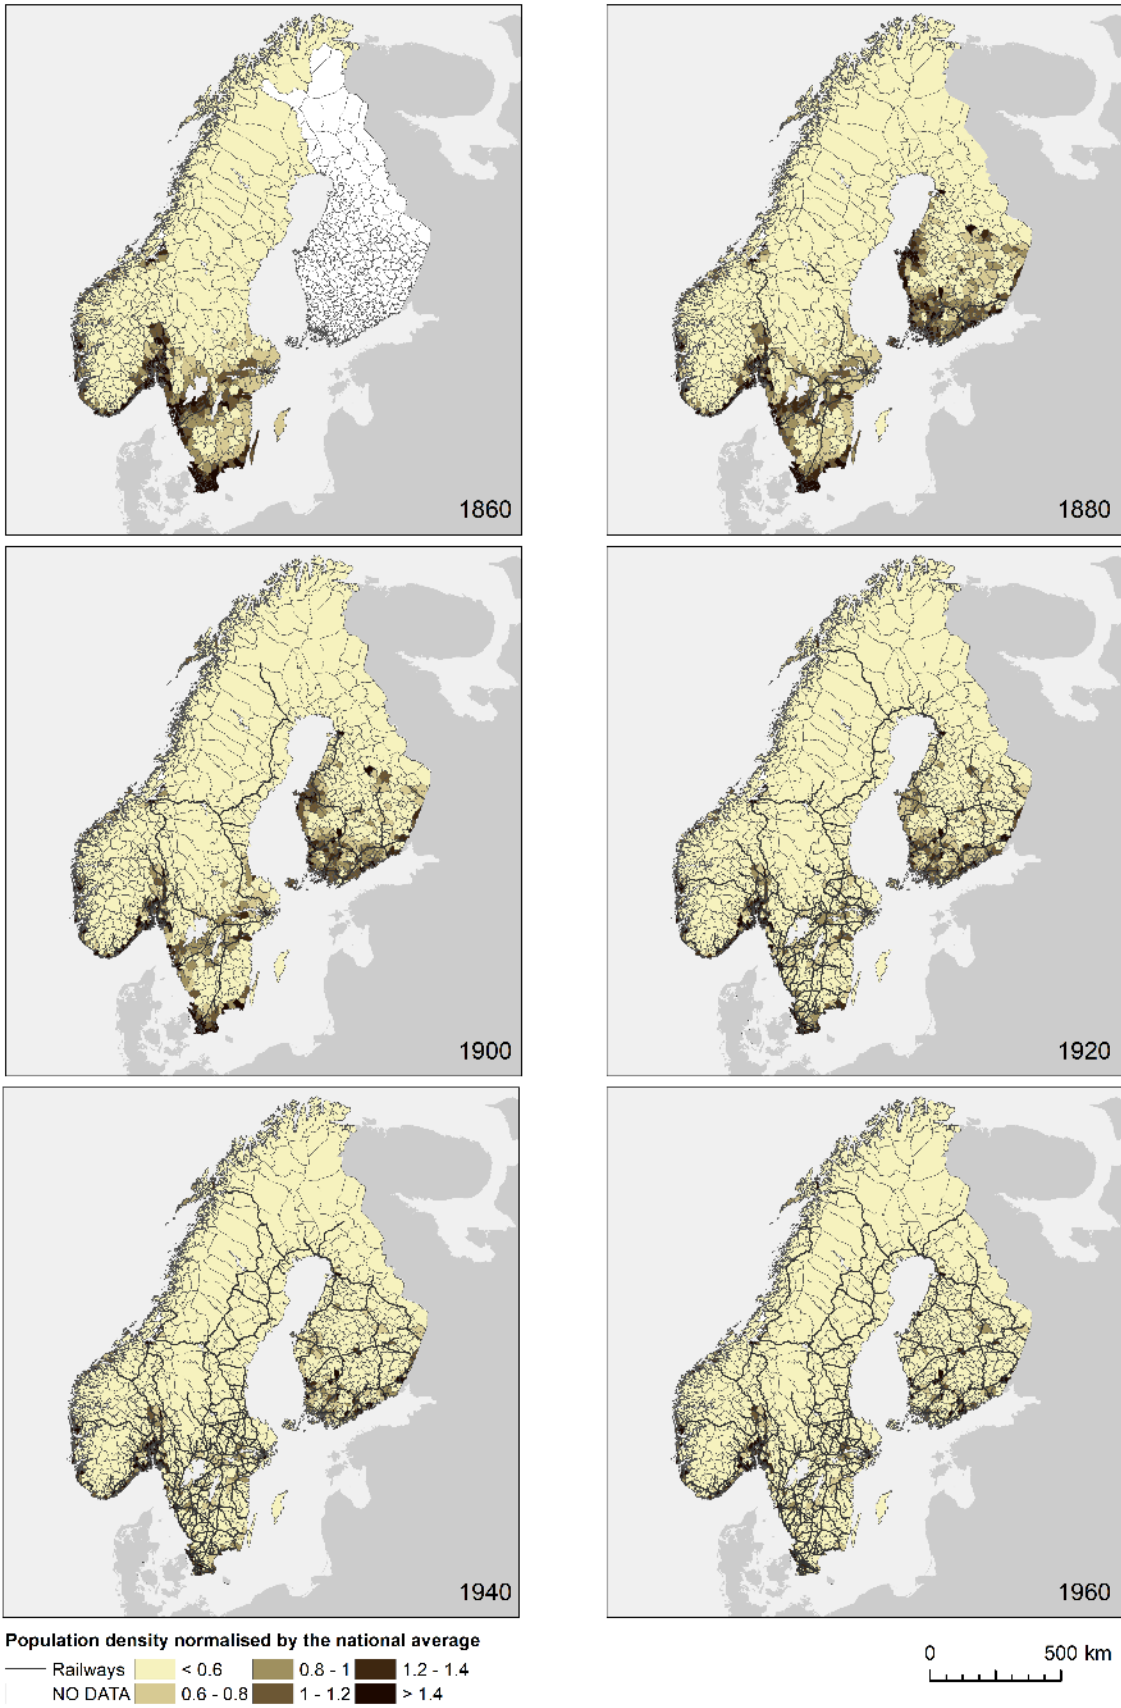 1860
1880
1900
1920
1940
1960
Population density normalised by the national average
Railways < 0.6 0.8 - 1 1.2 - 1.4
NO DATA 0.6 - 0.8 1 - 1.2 > 1.4
0 500 km